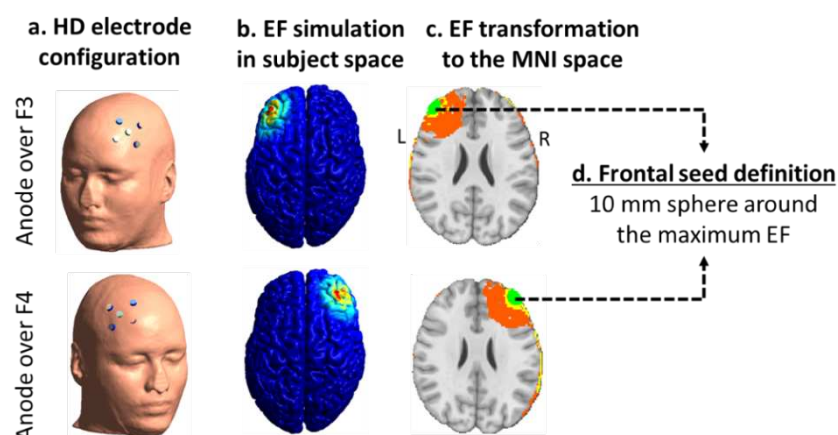 a. HD electrode
configuration
b. EF simulation
in subject space
c. EF transformation
to the MNI space
Anode over F3
L
R
d. Frontal seed definition
10 mm sphere around
the maximum EF
Anode over F4